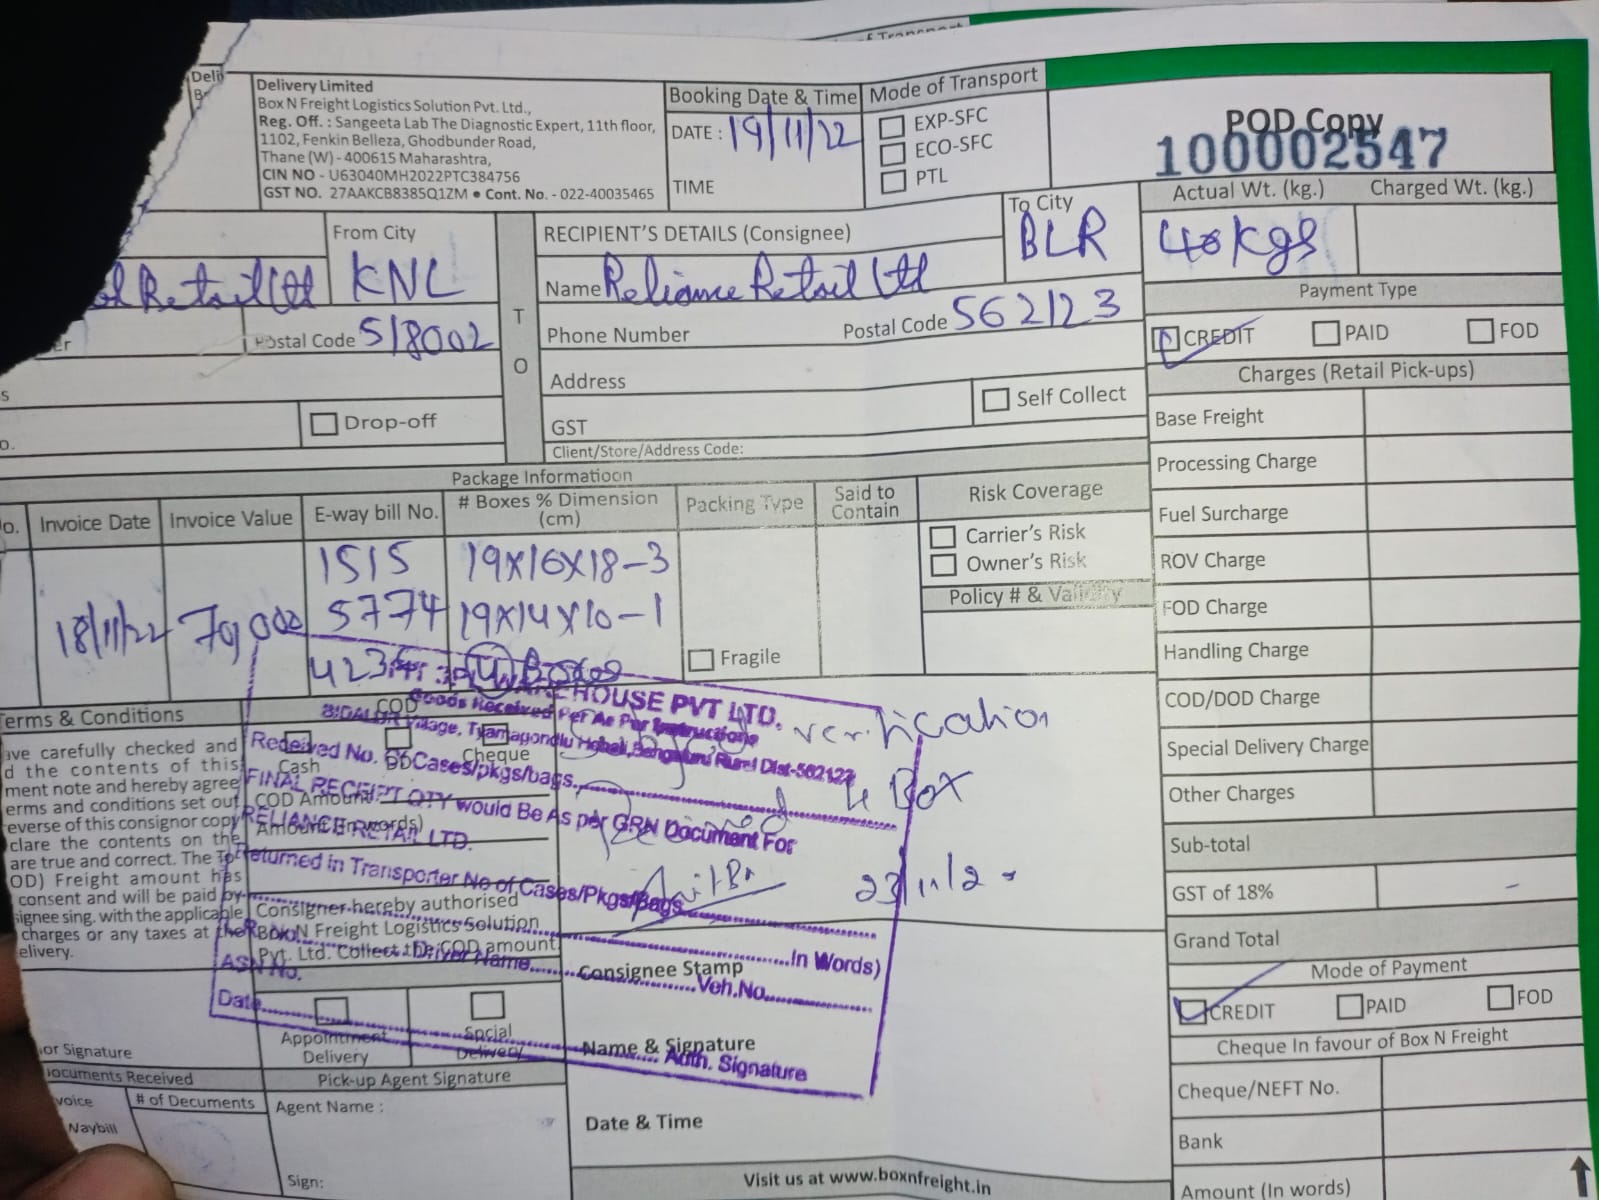 f Transport
Deli
Delivery Limited
Box N Freight Logistics Solution Pvt. Ltd.,
Reg. Off. : Sangeeta Lab The Diagnostic Expert, 11th floor,
1102, Fenkin Belleza, Ghodbunder Road,
Thane (W) - 400615 Maharashtra,
CIN NO - U63040MH2022PTC384756
GST NO. 27AAKCB8385Q1ZM • Cont. No. - 022-40035465
Booking Date & Time
DATE : 19/11/22
TIME
Mode of Transport
EXP-SFC
ECO-SFC
PTL
POD Copy
100002547
Actual Wt. (kg.) Charged Wt. (kg.)
40 kgs
From City
KNL
Retail Ltd
Postal Code 518002
Drop-off
TO
RECIPIENT'S DETAILS (Consignee)
To City
BLR
Name Reliance Retail Ltd
Phone Number Postal Code 562123
Address
Self Collect
GST
Client/Store/Address Code:
Payment Type
CREDIT PAID FOD
Charges (Retail Pick-ups)
Base Freight
Processing Charge
Fuel Surcharge
ROV Charge
FOD Charge
Handling Charge
COD/DOD Charge
Special Delivery Charge
Other Charges
Sub-total
GST of 18%
Grand Total
Mode of Payment
CREDIT PAID FOD
Cheque In favour of Box N Freight
Cheque/NEFT No.
Bank
Amount (In words)
Package Informatioon
o. Invoice Date Invoice Value E-way bill No. # Boxes % Dimension (cm) Packing Type Said to Contain Risk Coverage
18/11/22
1515 19X16X18-3
5774 19X14X10-1
4 Boxes
Fragile
Carrier's Risk
Owner's Risk
Policy # & Validity
Terms & Conditions
ave carefully checked and
d the contents of this
ment note and hereby agree
erms and conditions set out
everse of this consignor copy
clare the contents on the
are true and correct. The To
OD) Freight amount has
consent and will be paid by
signee sing. with the applicable
charges or any taxes at the
elivery.
COD
Cash DD Cheque
COD Amount
Amount (In words)
Consigner hereby authorised
Box N Freight Logistics Solution
Pvt. Ltd. Collect the COD amount
WAREHOUSE PVT LTD.
Goods Received Per As Per Instructions
BIDALUR Village, Tyamagondlu Hobali, Bengaluru Rural Dist-562123
Received No. of Cases/pkgs/bags
FINAL RECEIPT QTY would Be As per GRN Document For
RELIANCE RETAIL LTD.
Returned in Transporter No of Cases/Pkgs/Bags
In Words)
Driver Name
ASN No. Veh.No.
Date
Auth. Signature
verification
4 Box
23/11/2
Consignee Stamp
Name & Signature
Date & Time
Appointment Delivery
Spcial Delivery
or Signature
ocuments Received
voice
Naybill
# of Decuments
Pick-up Agent Signature
Agent Name :
Sign:
Visit us at www.boxnfreight.in